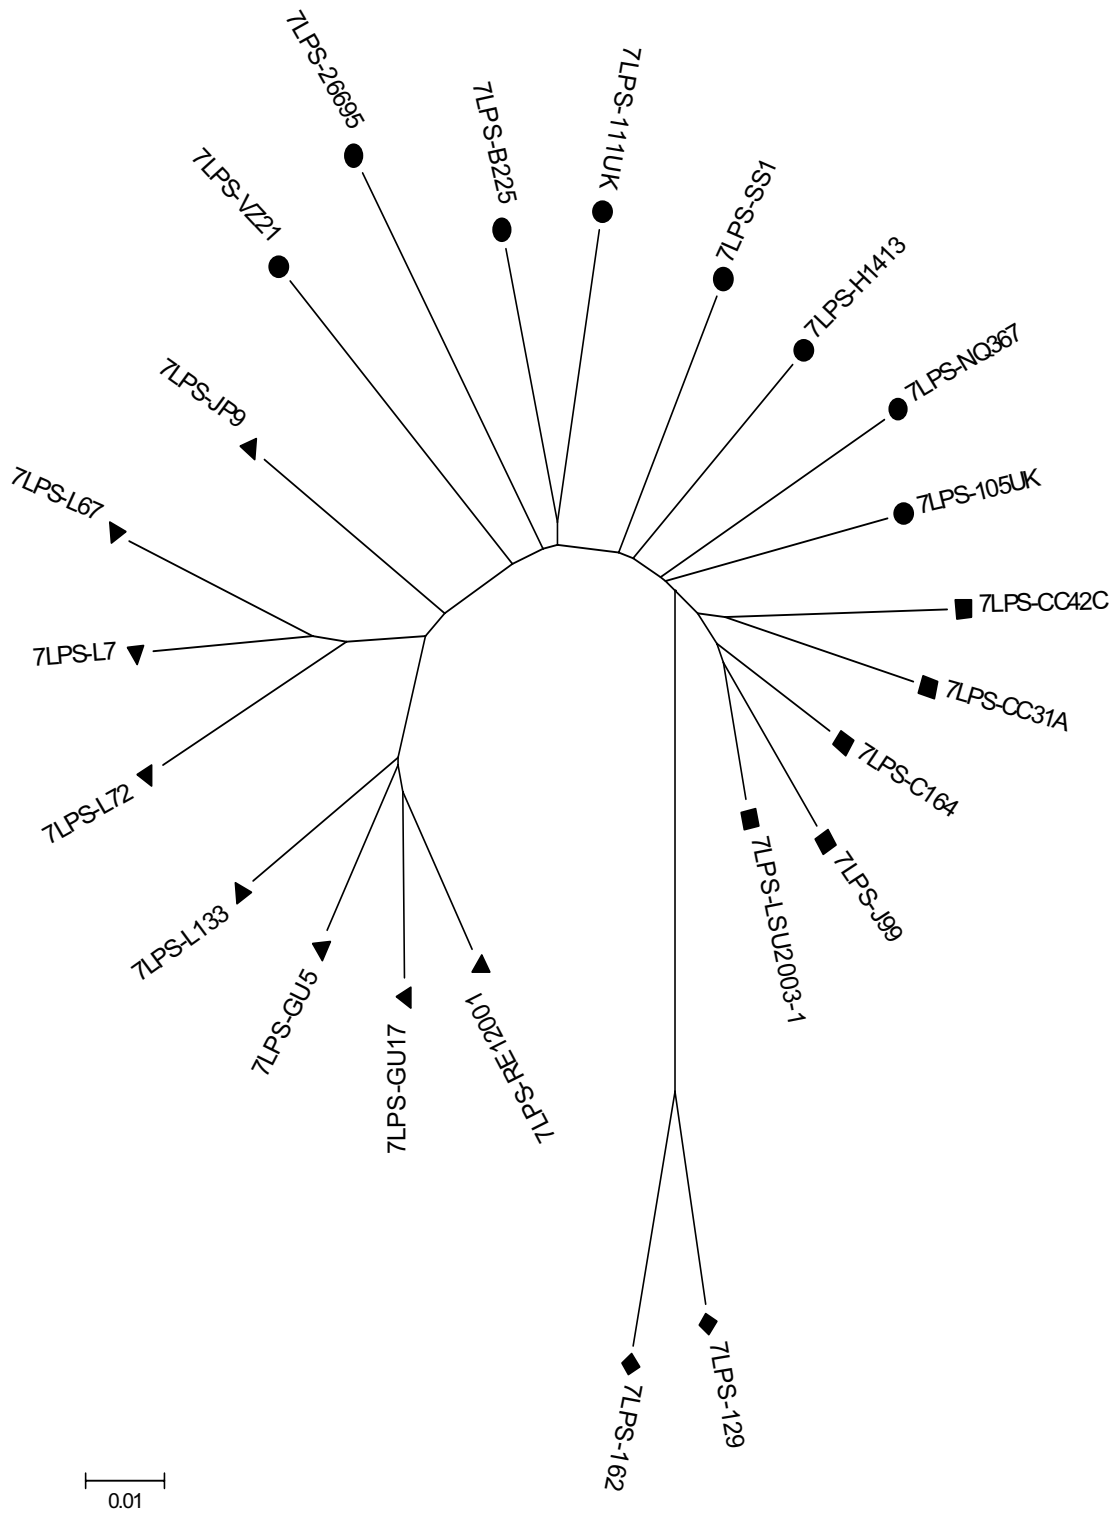 7LPS-26695
7LPS-B225
7LPS-111UK
7LPS-SS1
7LPS-VZ21
7LPS-H1413
7LPS-NQ367
7LPS-JP9
7LPS-L67
7LPS-105UK
7LPS-CC42C
7LPS-L7
7LPS-CC31A
7LPS-C164
7LPS-L72
7LPS-J99
7LPS-LSU2003-1
7LPS-L133
7LPS-GU5
7LPS-GU17
7LPS-RE12001
7LPS-129
7LPS-162
0.01